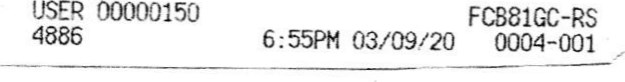 USER 00000150 FCB81GC-RS
4886 6:55PM 03/09/20 0004-001